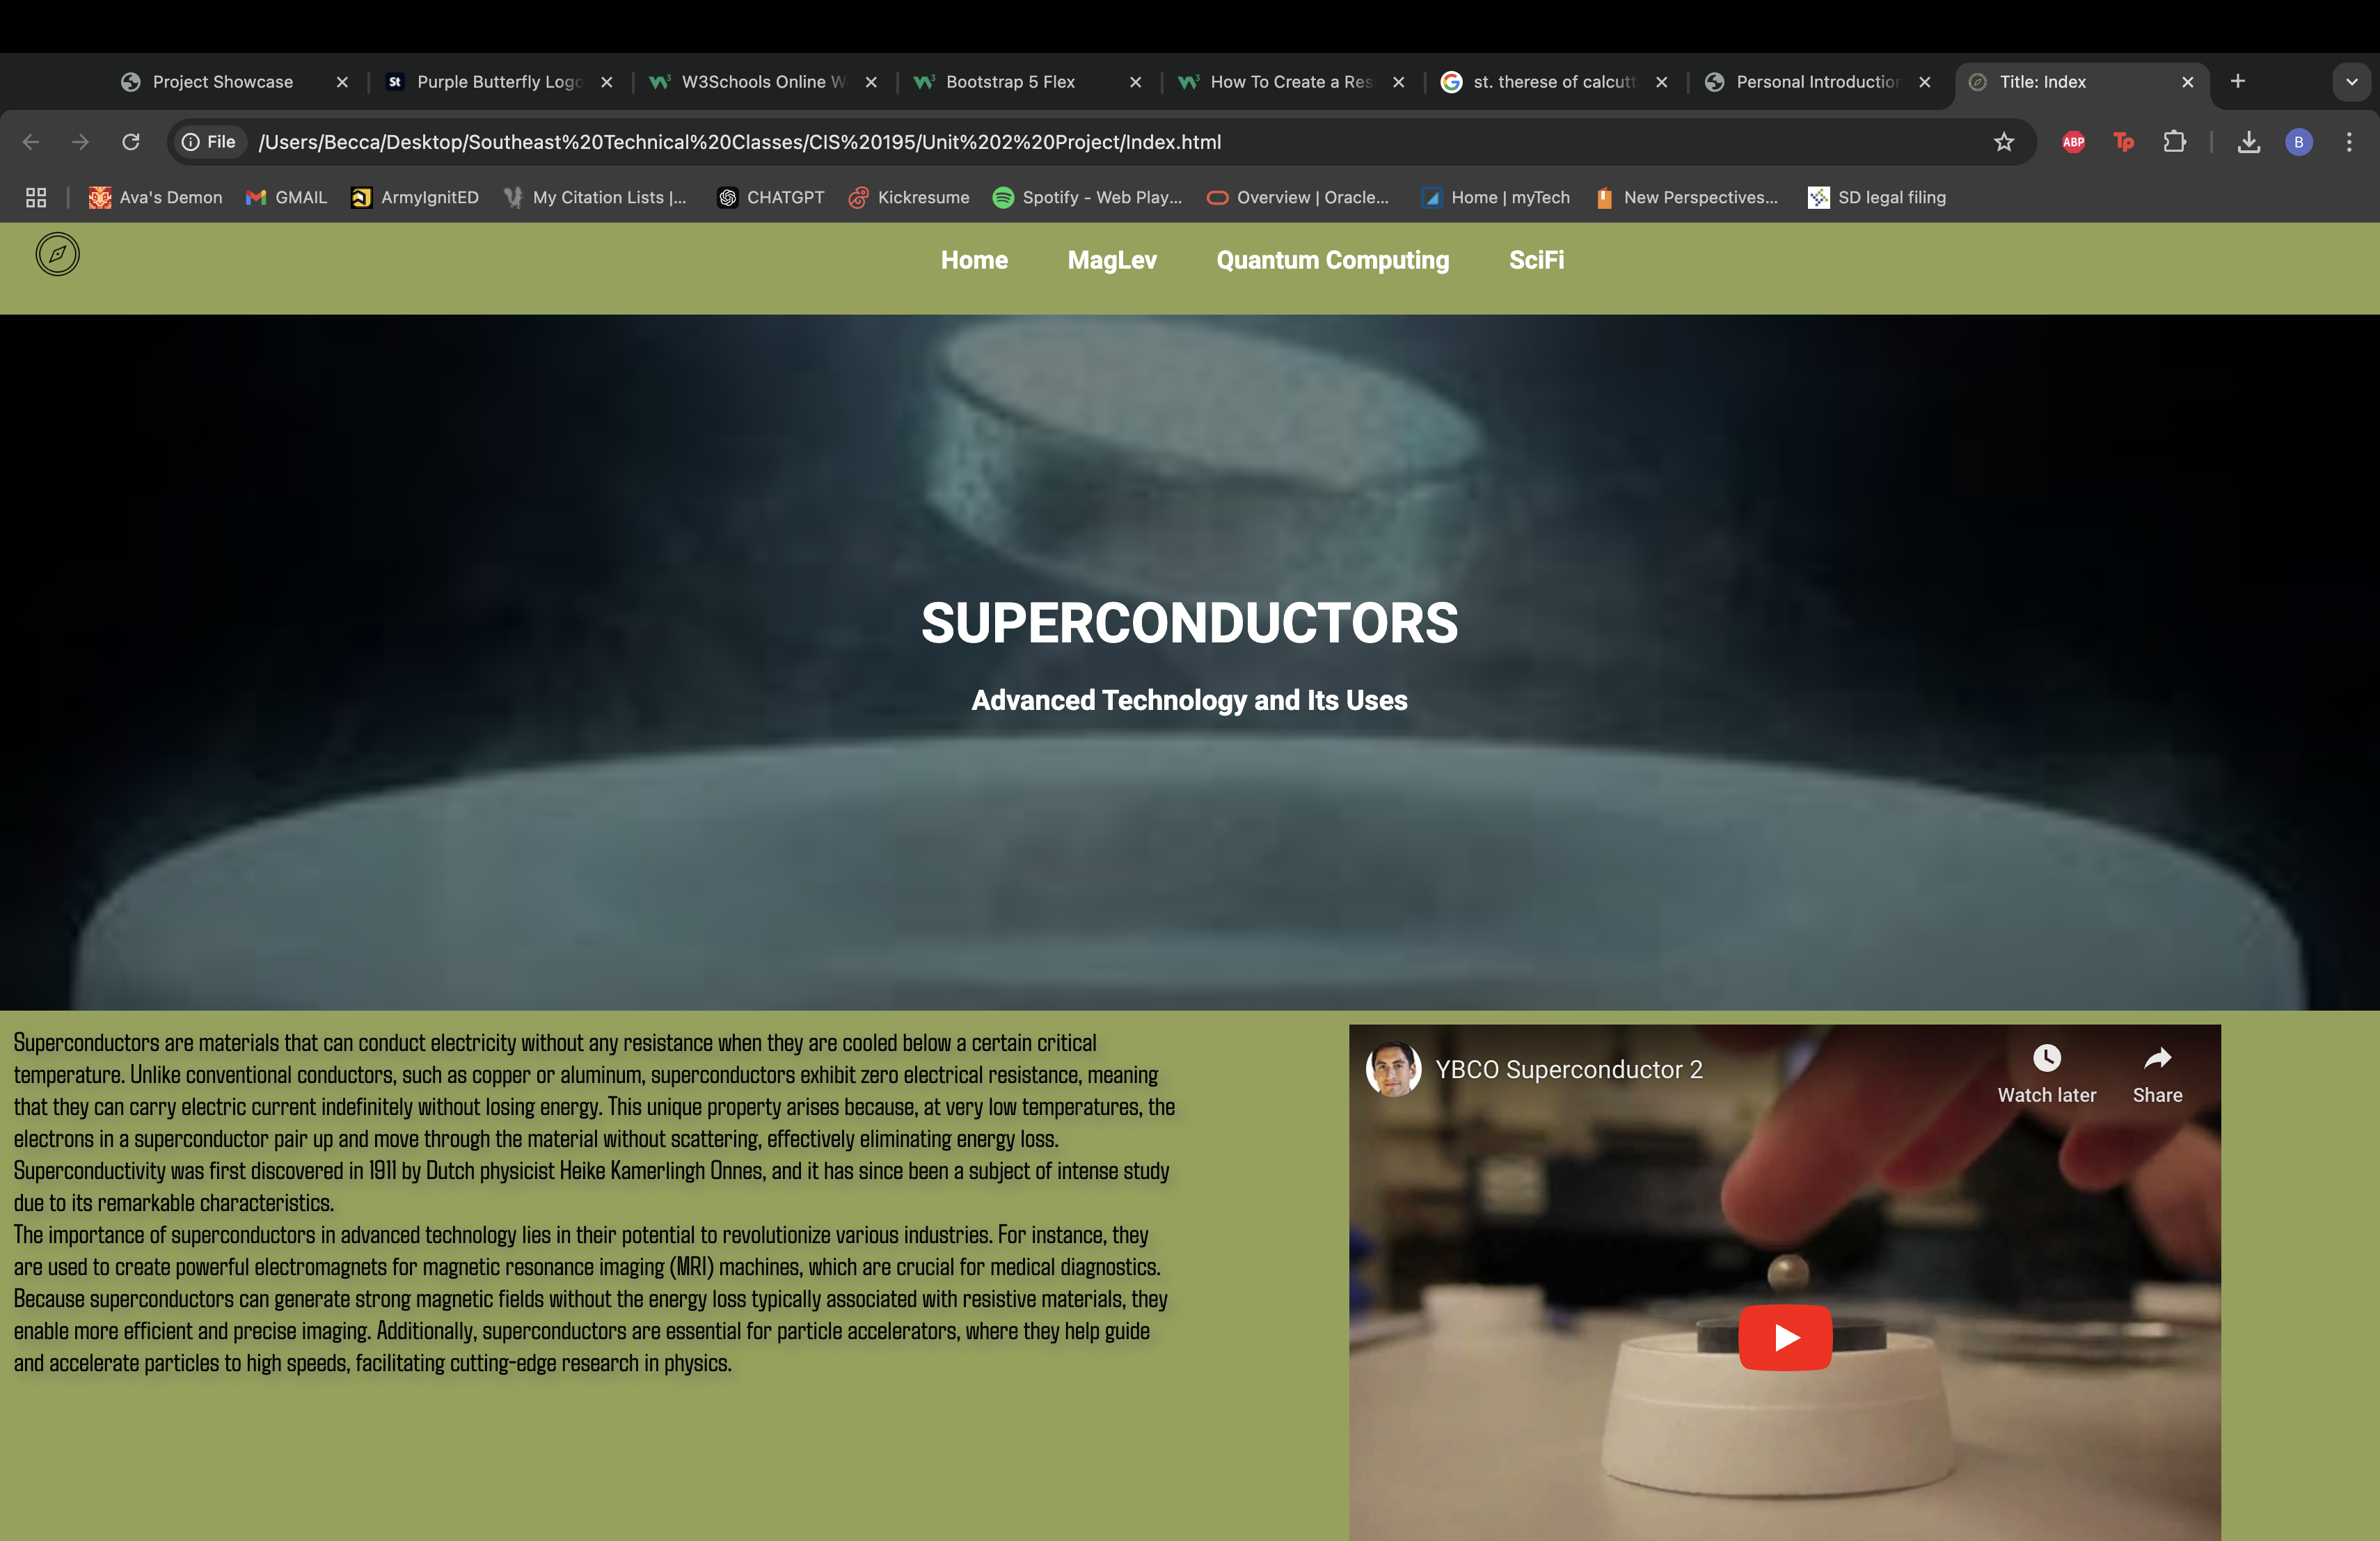 Project Showcase
St
Purple Butterfly Logo
W3Schools Online W
Bootstrap 5 Flex
How To Create a Res
st. therese of calcutt
Personal Introduction
Title: Index
File
/Users/Becca/Desktop/Southeast%20Technical%20Classes/CIS%20195/Unit%202%20Project/Index.html
ABP
Tp
B
Ava's Demon
GMAIL
ArmyIgnitED
My Citation Lists |...
CHATGPT
Kickresume
Spotify - Web Play...
Overview | Oracle...
Home | myTech
New Perspectives...
SD legal filing
Home
MagLev
Quantum Computing
SciFi
SUPERCONDUCTORS
Advanced Technology and Its Uses
Superconductors are materials that can conduct electricity without any resistance when they are cooled below a certain critical
temperature. Unlike conventional conductors, such as copper or aluminum, superconductors exhibit zero electrical resistance, meaning
that they can carry electric current indefinitely without losing energy. This unique property arises because, at very low temperatures, the
electrons in a superconductor pair up and move through the material without scattering, effectively eliminating energy loss.
Superconductivity was first discovered in 1911 by Dutch physicist Heike Kamerlingh Onnes, and it has since been a subject of intense study
due to its remarkable characteristics.
The importance of superconductors in advanced technology lies in their potential to revolutionize various industries. For instance, they
are used to create powerful electromagnets for magnetic resonance imaging (MRI) machines, which are crucial for medical diagnostics.
Because superconductors can generate strong magnetic fields without the energy loss typically associated with resistive materials, they
enable more efficient and precise imaging. Additionally, superconductors are essential for particle accelerators, where they help guide
and accelerate particles to high speeds, facilitating cutting-edge research in physics.
YBCO Superconductor 2
Watch later
Share